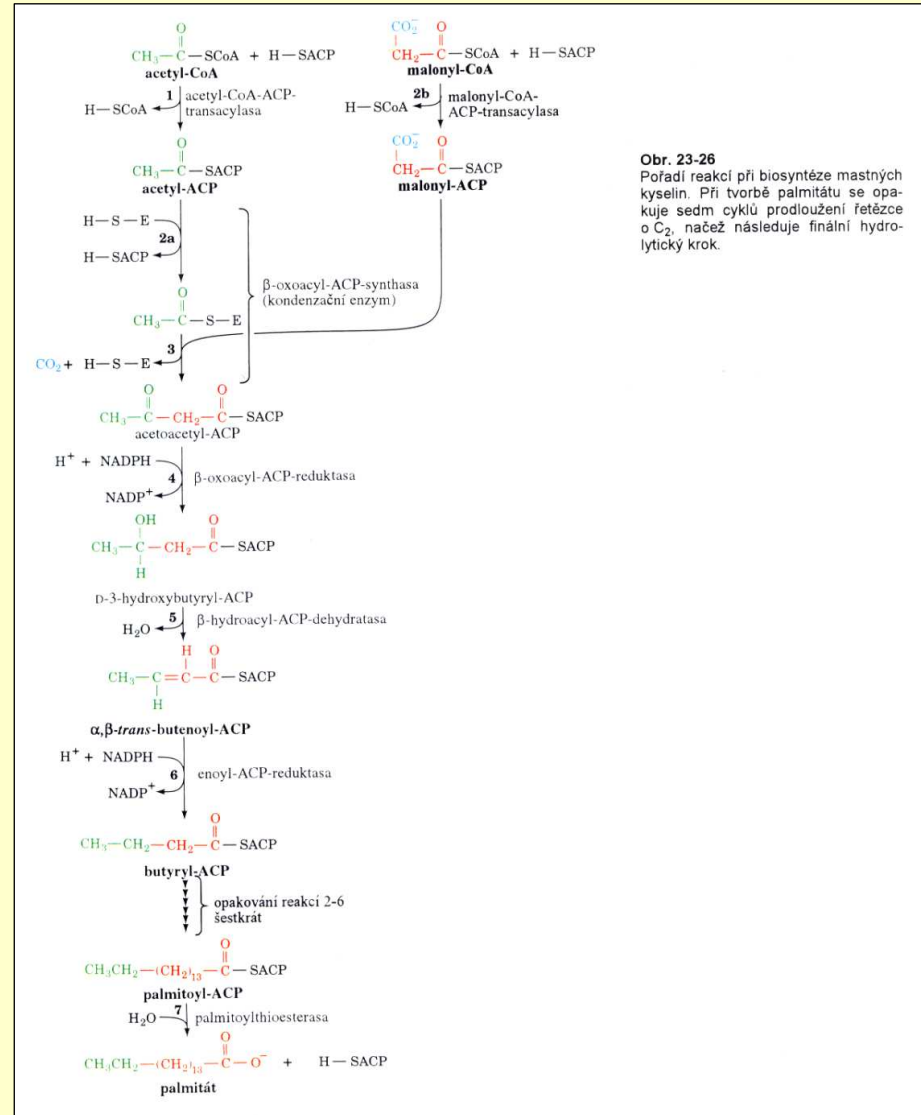 O
||
CH₃—C—SCoA + H—SACP
acetyl-CoA
1 acetyl-CoA-ACP-
transacylasa
H—SCoA
O
||
CH₃—C—SACP
acetyl-ACP
CO₂⁻ O
| ||
CH₂—C—SCoA + H—SACP
malonyl-CoA
2b malonyl-CoA-
ACP-transacylasa
H—SCoA
CO₂⁻ O
| ||
CH₂—C—SACP
malonyl-ACP
Obr. 23-26
Pořadí reakcí při biosyntéze mastných
kyselin. Při tvorbě palmitátu se opa-
kuje sedm cyklů prodloužení řetězce
o C₂, načež následuje finální hydro-
lytický krok.
H—S—E
2a
H—SACP
β-oxoacyl-ACP-synthasa
(kondenzační enzym)
O
||
CH₃—C—S—E
3
CO₂ + H—S—E
O O
|| ||
CH₃—C—CH₂—C—SACP
acetoacetyl-ACP
H⁺ + NADPH
4 β-oxoacyl-ACP-reduktasa
NADP⁺
OH O
| ||
CH₃—C—CH₂—C—SACP
|
H
D-3-hydroxybutyryl-ACP
5 β-hydroacyl-ACP-dehydratasa
H₂O
H O
| ||
CH₃—C=C—C—SACP
|
H
α,β-trans-butenoyl-ACP
H⁺ + NADPH
6 enoyl-ACP-reduktasa
NADP⁺
O
||
CH₃—CH₂—CH₂—C—SACP
butyryl-ACP
opakování reakcí 2-6
šestkrát
O
||
CH₃CH₂—(CH₂)₁₃—C—SACP
palmitoyl-ACP
H₂O 7 palmitoylthioesterasa
O
||
CH₃CH₂—(CH₂)₁₃—C—O⁻ + H—SACP
palmitát